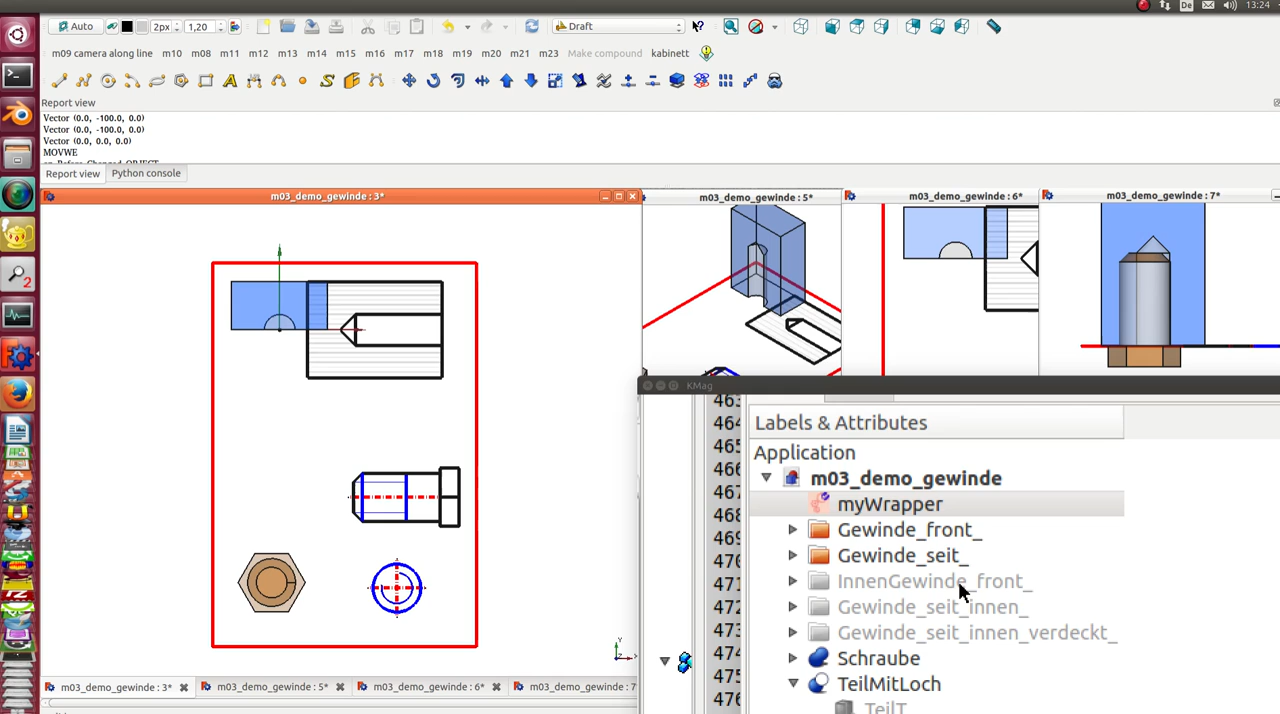 De 13:24
Auto 2px 1,20 Draft
m09 camera along line m10 m08 m11 m12 m13 m14 m15 m16 m17 m18 m19 m20 m21 m23 Make compound kabinett
Report view
Vector (0.0, -100.0, 0.0)
Vector (0.0, -100.0, 0.0)
Vector (0.0, 0.0, 0.0)
MOVWE
Report view Python console
m03_demo_gewinde : 3* m03_demo_gewinde : 5* m03_demo_gewinde : 6* m03_demo_gewinde : 7*
KMag
463
464 Labels & Attributes
465 Application
466 m03_demo_gewinde
467 myWrapper
468
469 Gewinde_front_
470 Gewinde_seit_
471 InnenGewinde_front_
472 Gewinde_seit_innen_
473 Gewinde_seit_innen_verdeckt_
474 Schraube
475 TeilMitLoch
476 TeilT
m03_demo_gewinde : 3* m03_demo_gewinde : 5* m03_demo_gewinde : 6* m03_demo_gewinde : 7